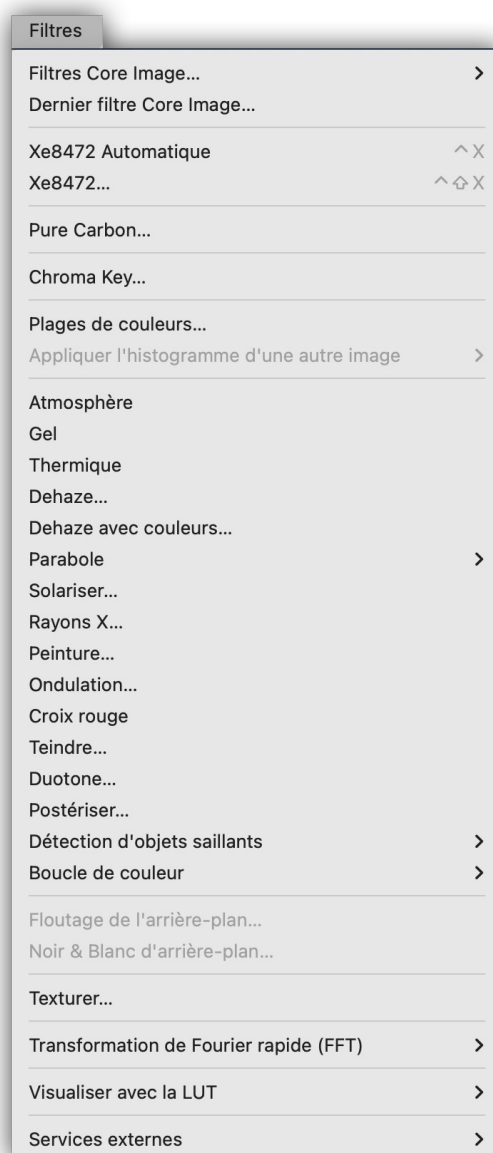 Filtres
Filtres Core Image...
Dernier filtre Core Image...
Xe8472 Automatique ^ X
Xe8472... ^ ⇧ X
Pure Carbon...
Chroma Key...
Plages de couleurs...
Appliquer l'histogramme d'une autre image
Atmosphère
Gel
Thermique
Dehaze...
Dehaze avec couleurs...
Parabole
Solariser...
Rayons X...
Peinture...
Ondulation...
Croix rouge
Teindre...
Duotone...
Postériser...
Détection d'objets saillants
Boucle de couleur
Floutage de l'arrière-plan...
Noir & Blanc d'arrière-plan...
Texturer...
Transformation de Fourier rapide (FFT)
Visualiser avec la LUT
Services externes